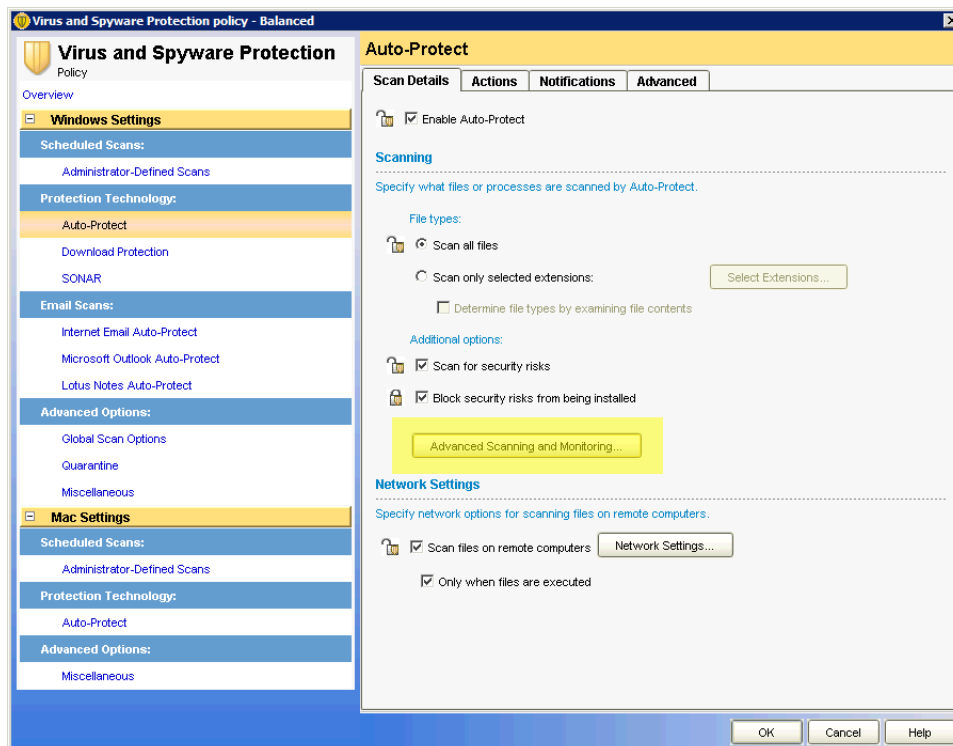 Virus and Spyware Protection policy - Balanced
Virus and Spyware Protection
Policy
Overview
Windows Settings
Scheduled Scans:
Administrator-Defined Scans
Protection Technology:
Auto-Protect
Download Protection
SONAR
Email Scans:
Internet Email Auto-Protect
Microsoft Outlook Auto-Protect
Lotus Notes Auto-Protect
Advanced Options:
Global Scan Options
Quarantine
Miscellaneous
Mac Settings
Scheduled Scans:
Administrator-Defined Scans
Protection Technology:
Auto-Protect
Advanced Options:
Miscellaneous
Auto-Protect
Scan Details Actions Notifications Advanced
Enable Auto-Protect
Scanning
Specify what files or processes are scanned by Auto-Protect.
File types:
Scan all files
Scan only selected extensions: Select Extensions...
Determine file types by examining file contents
Additional options:
Scan for security risks
Block security risks from being installed
Advanced Scanning and Monitoring...
Network Settings
Specify network options for scanning files on remote computers.
Scan files on remote computers Network Settings...
Only when files are executed
OK Cancel Help